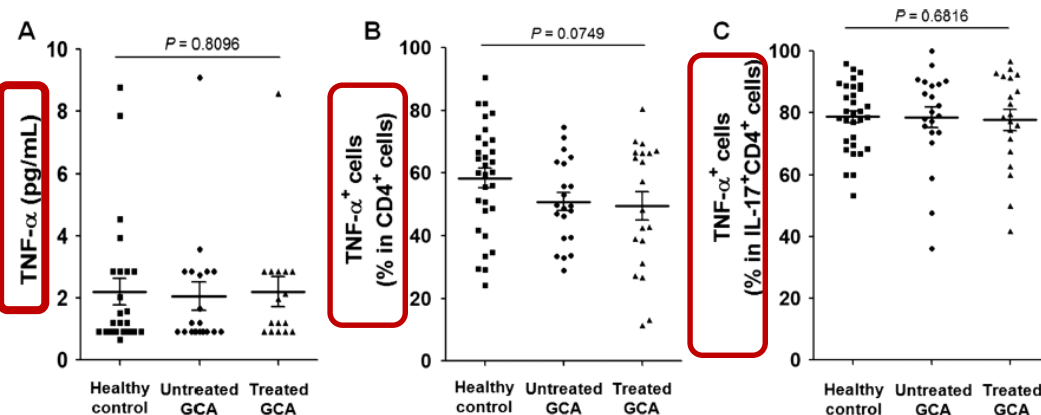 A
P = 0.8096
TNF-α (pg/mL)
10
8
6
4
2
0
Healthy control
Untreated GCA
Treated GCA
B
P = 0.0749
TNF-α⁺ cells
(% in CD4⁺ cells)
100
80
60
40
20
0
Healthy control
Untreated GCA
Treated GCA
C
P = 0.6816
TNF-α⁺ cells
(% in IL-17⁺CD4⁺ cells)
100
80
60
40
20
0
Healthy control
Untreated GCA
Treated GCA